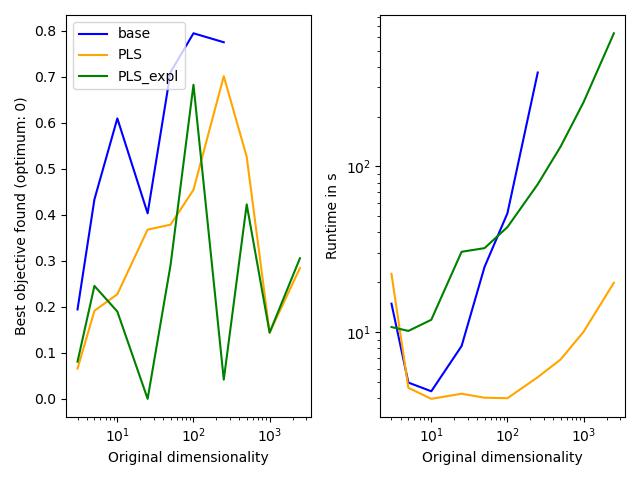 base
PLS
PLS_expl
0.8
0.7
0.6
0.5
0.4
0.3
0.2
0.1
0.0
Best objective found (optimum: 0)
10¹
10²
10³
Original dimensionality
10²
10¹
Runtime in s
10¹
10²
10³
Original dimensionality